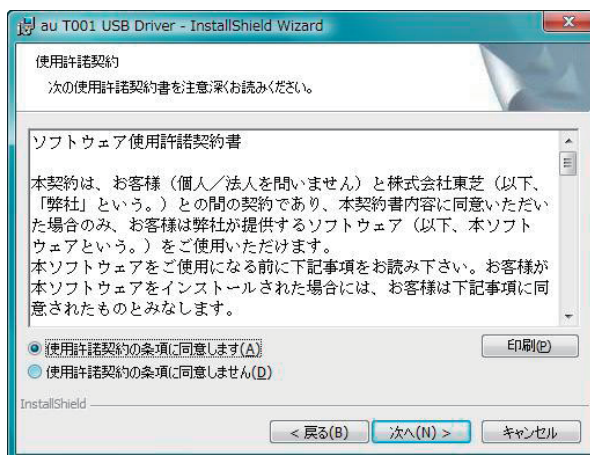 au T001 USB Driver - InstallShield Wizard
使用許諾契約
次の使用許諾契約書を注意深くお読みください。
ソフトウェア使用許諾契約書
本契約は、お客様（個人／法人を問いません）と株式会社東芝（以下、
「弊社」という。）との間の契約であり、本契約書内容に同意いただい
た場合のみ、お客様は弊社が提供するソフトウェア（以下、本ソフト
ウェアという。）をご使用いただけます。
本ソフトウェアをご使用になる前に下記事項をお読み下さい。お客様が
本ソフトウェアをインストールされた場合には、お客様は下記事項に同
意されたものとみなします。
使用許諾契約の条項に同意します(A)
印刷(P)
使用許諾契約の条項に同意しません(D)
InstallShield
< 戻る(B)
次へ(N) >
キャンセル